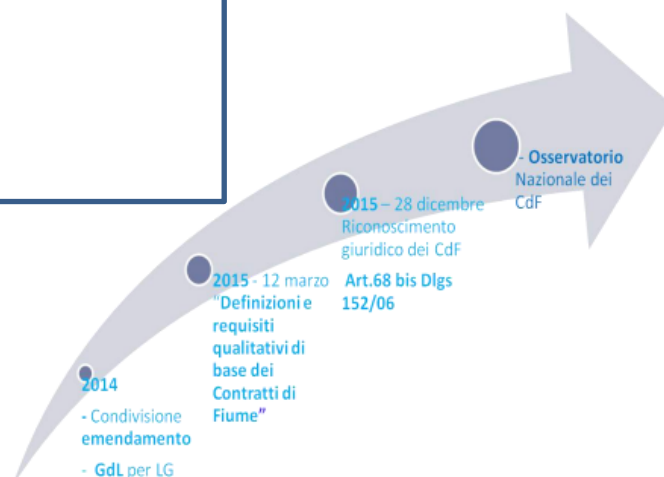 2014
- Condivisione
emendamento
- GdL per LG
2015 - 12 marzo
"Definizioni e
requisiti
qualitativi di
base dei
Contratti di
Fiume"
2015 – 28 dicembre
Riconoscimento
giuridico dei CdF
Art.68 bis Dlgs
152/06
- Osservatorio
Nazionale dei
CdF